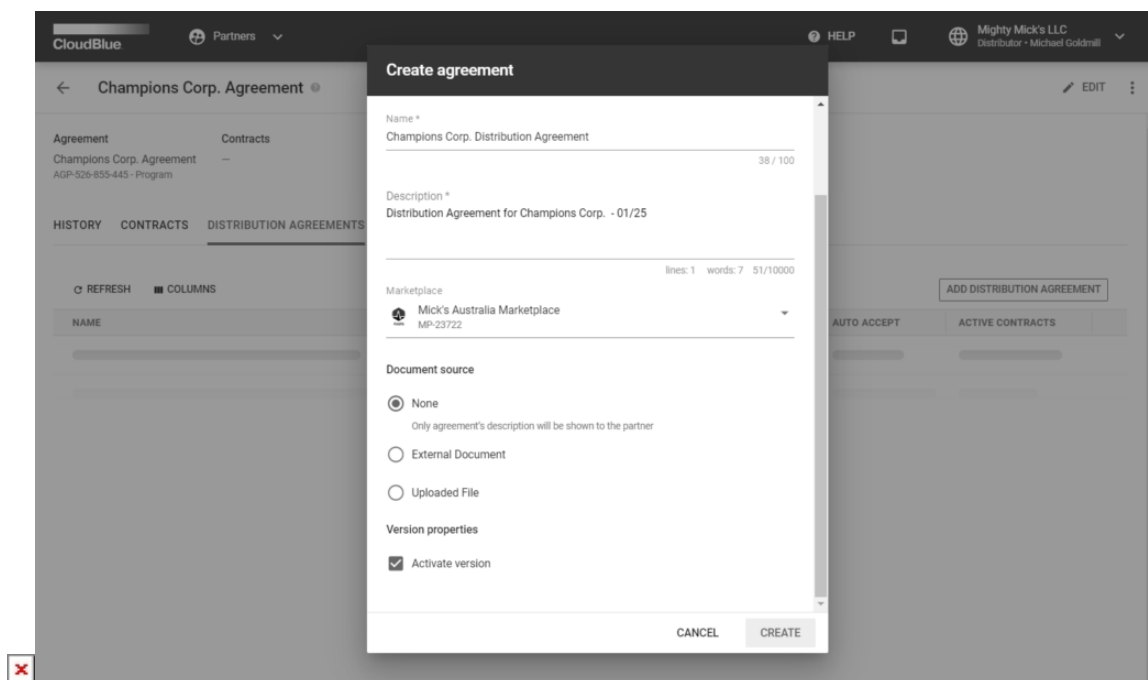 CloudBlue
Partners
HELP
Mighty Mick's LLC
Distributor • Michael Goldmill
Champions Corp. Agreement
EDIT
Agreement
Contracts
Champions Corp. Agreement
–
AGP-526-855-445 - Program
HISTORY CONTRACTS DISTRIBUTION AGREEMENTS
REFRESH COLUMNS
ADD DISTRIBUTION AGREEMENT
NAME
AUTO ACCEPT
ACTIVE CONTRACTS
Create agreement
Name *
Champions Corp. Distribution Agreement
38 / 100
Description *
Distribution Agreement for Champions Corp. - 01/25
lines: 1 words: 7 51/10000
Marketplace
Mick's Australia Marketplace
MP-23722
Document source
None
Only agreement's description will be shown to the partner
External Document
Uploaded File
Version properties
Activate version
CANCEL CREATE